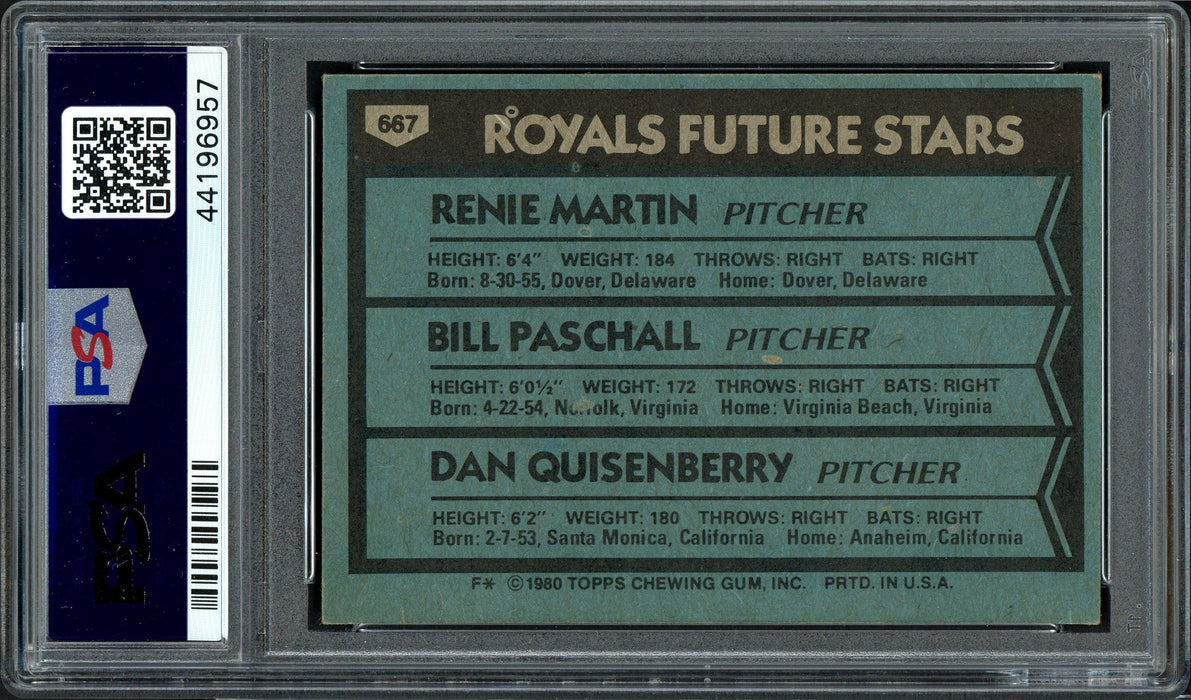 44196957
PSA
PSA
667
ROYALS FUTURE STARS
RENIE MARTIN PITCHER
HEIGHT: 6'4" WEIGHT: 184 THROWS: RIGHT BATS: RIGHT
Born: 8-30-55, Dover, Delaware Home: Dover, Delaware
BILL PASCHALL PITCHER
HEIGHT: 6'0½" WEIGHT: 172 THROWS: RIGHT BATS: RIGHT
Born: 4-22-54, Norfolk, Virginia Home: Virginia Beach, Virginia
DAN QUISENBERRY PITCHER
HEIGHT: 6'2" WEIGHT: 180 THROWS: RIGHT BATS: RIGHT
Born: 2-7-53, Santa Monica, California Home: Anaheim, California
F* ©1980 TOPPS CHEWING GUM, INC. PRTD. IN U.S.A.